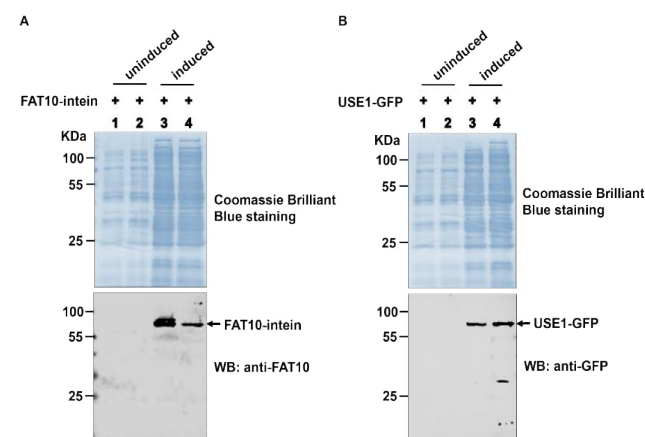 A
uninduced
induced
FAT10-intein + + + +
1 2 3 4
KDa
100
55
25
Coomassie Brilliant
Blue staining
100
55
25
FAT10-intein
WB: anti-FAT10
B
uninduced
induced
USE1-GFP + + + +
1 2 3 4
KDa
100
55
25
Coomassie Brilliant
Blue staining
100
55
25
USE1-GFP
WB: anti-GFP